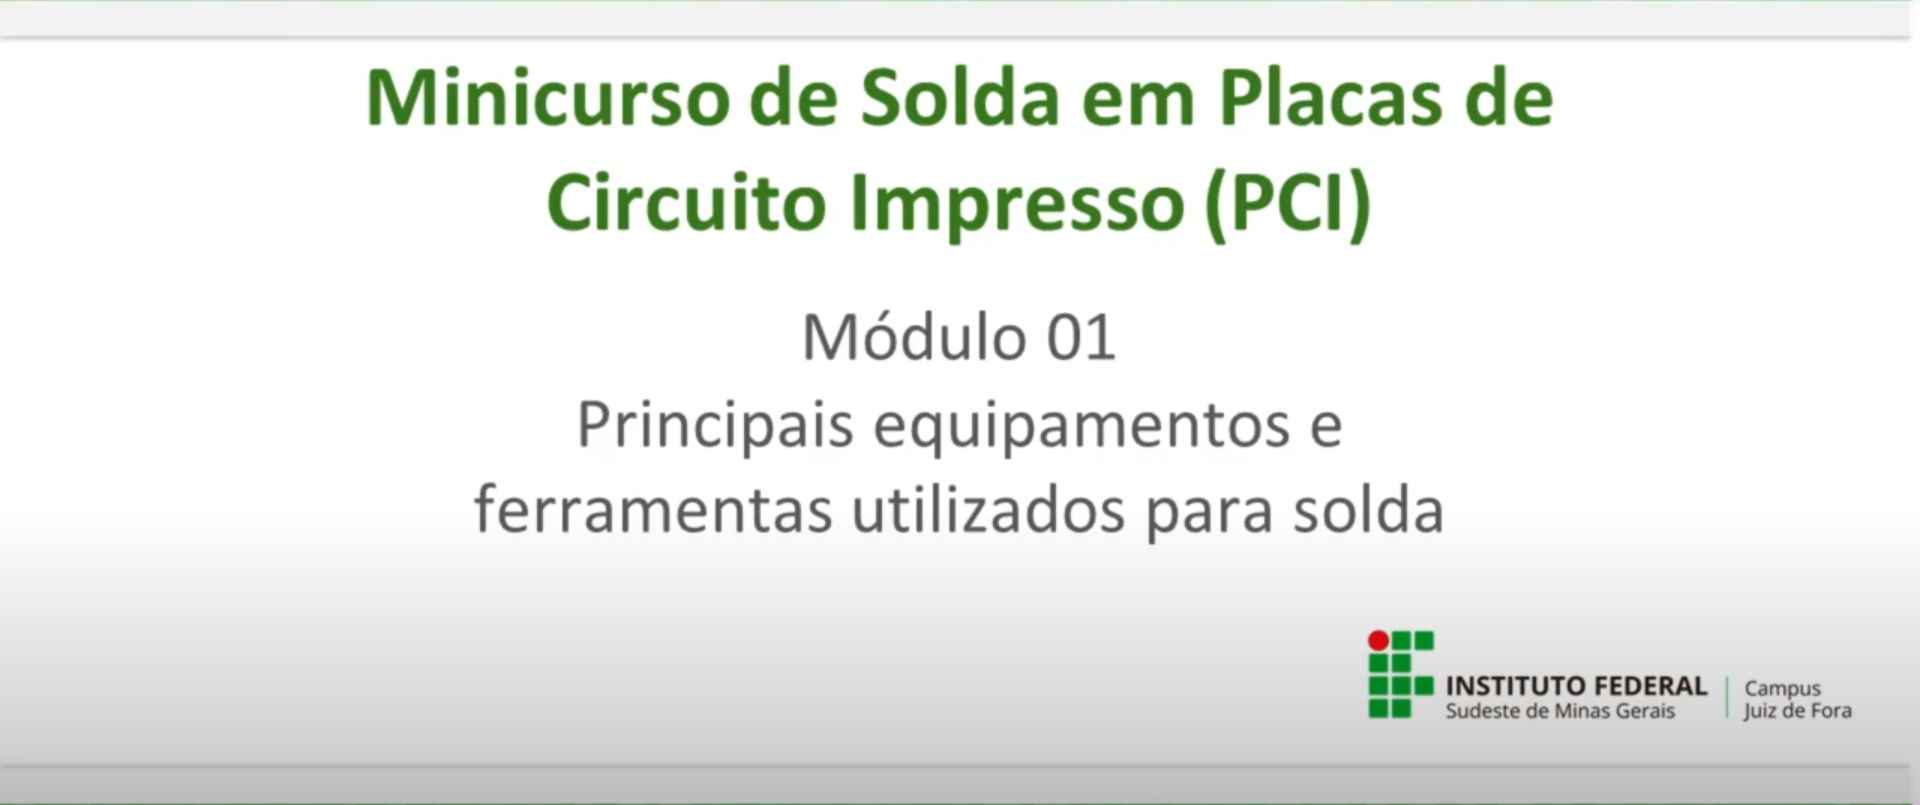 Minicurso de Solda em Placas de
Circuito Impresso (PCI)
Módulo 01
Principais equipamentos e
ferramentas utilizados para solda
INSTITUTO FEDERAL
Sudeste de Minas Gerais
Campus
Juiz de Fora